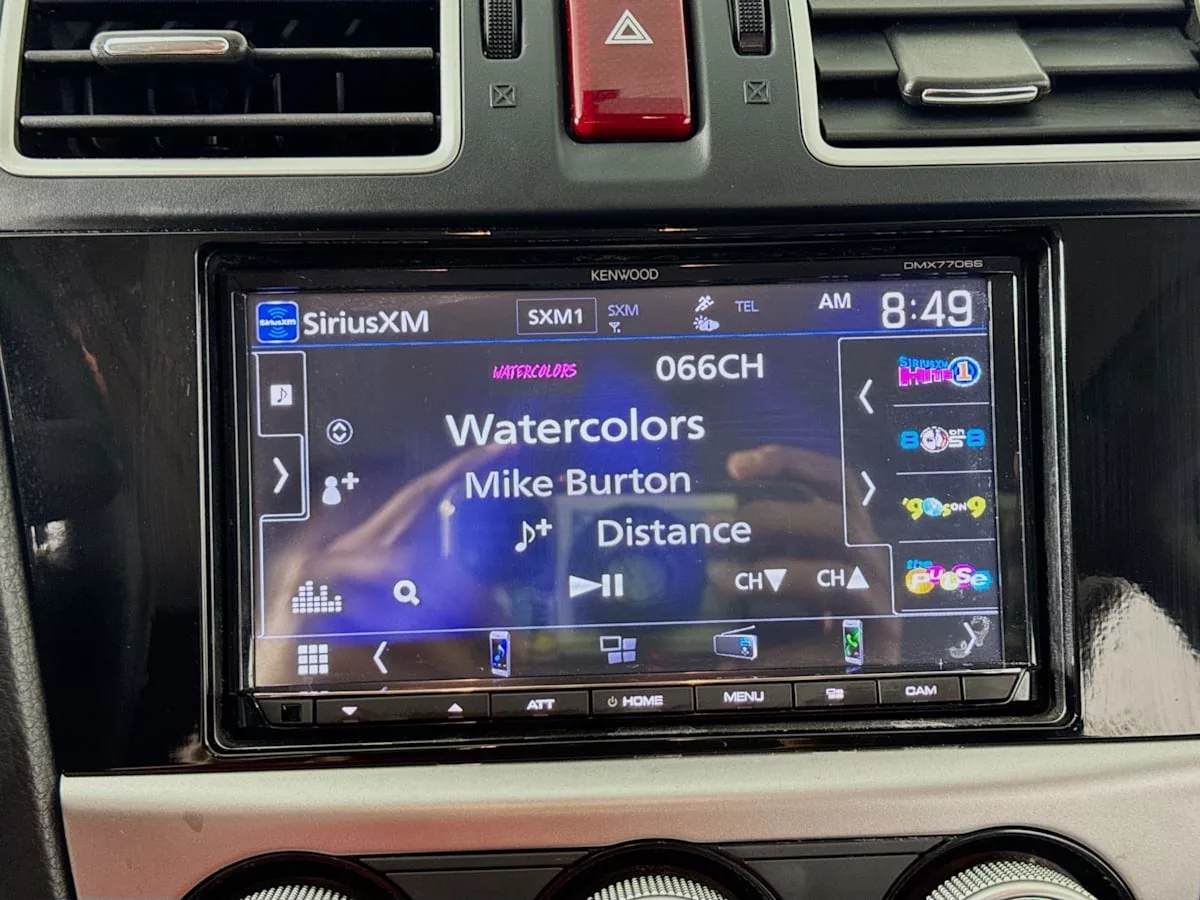 KENWOOD
DMX7706S
SiriusXM
SiriusXM
SXM1
SXM
TEL
AM 8:49
WATERCOLORS
066CH
Watercolors
Mike Burton
Distance
CH
CH
SIRIUSXM HITS 1
80s on 8
'90s ON 9
the PULSE
ATT
HOME
MENU
CAM